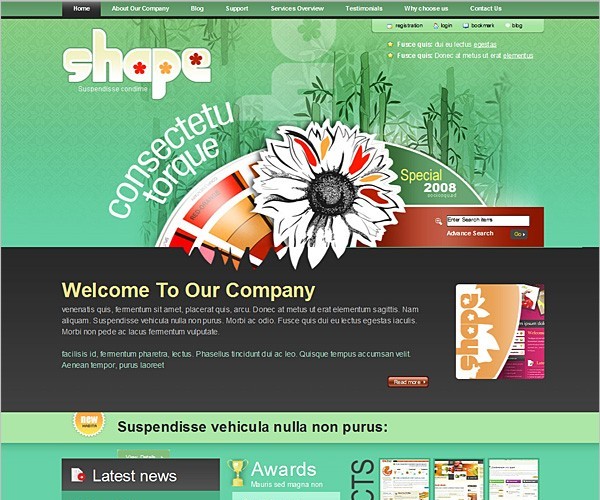 Home About Our Company Blog Support Services Overview Testimonials Why choose us Contact Us
registration login bookmark blog
shape
Suspendisse condime
Fusce quis: dui eu lectus egestas
Fusce quis: Donec at metus ut erat elementus
consectetu
torque
Special
2008
Enter Search items
Advance Search Go
Welcome To Our Company
venenatis quis, fermentum sit amet, placerat quis, arcu. Donec at metus ut erat elementum sagittis. Nam
aliquam. Suspendisse vehicula nulla non purus. Morbi ac odio. Fusce quis dui eu lectus egestas iaculis.
Morbi non pede ac lacus fermentum vulputate.
facilisis id, fermentum pharetra, lectus. Phasellus tincidunt dui ac leo. Quisque tempus accumsan velit.
Aenean tempor, purus laoreet
shape
Read more
new
Suspendisse vehicula nulla non purus:
View Details
Latest news
Awards
Mauris sed magna non
CTS